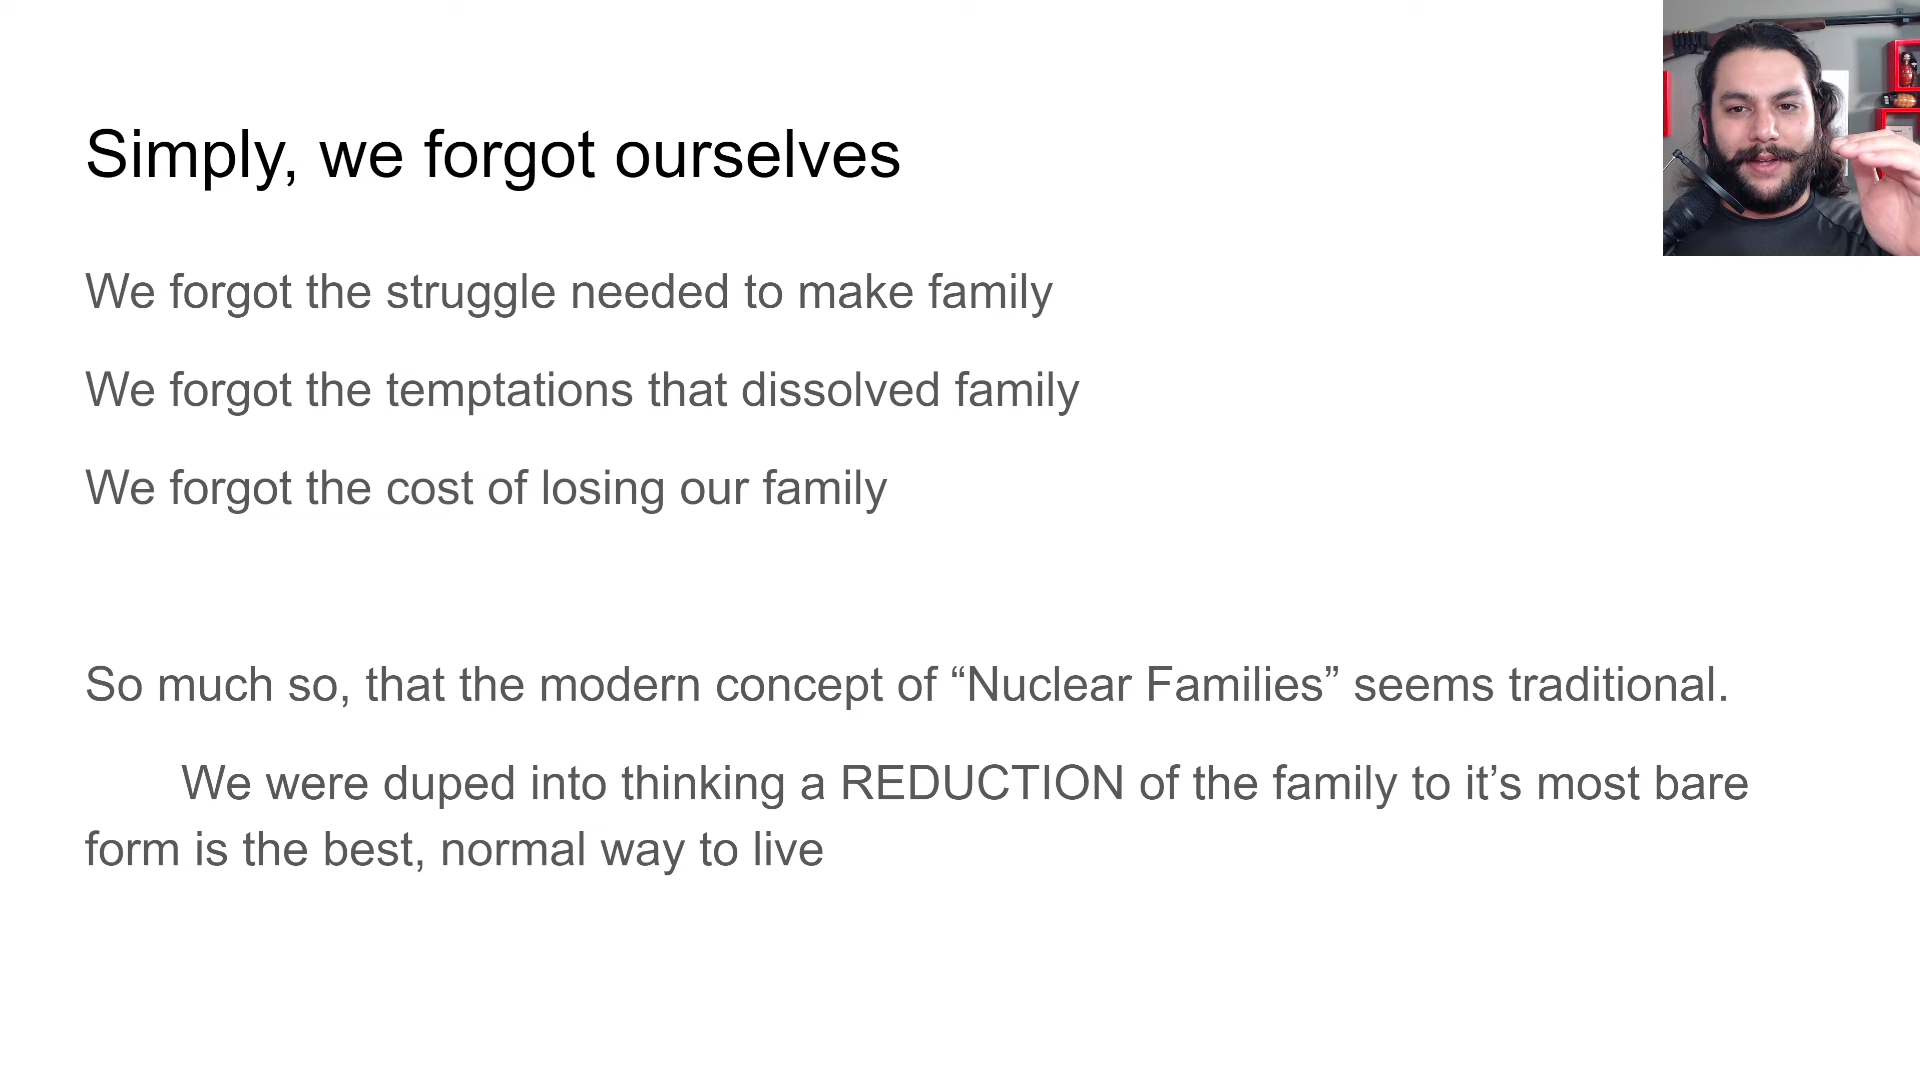 Simply, we forgot ourselves
We forgot the struggle needed to make family
We forgot the temptations that dissolved family
We forgot the cost of losing our family
So much so, that the modern concept of “Nuclear Families” seems traditional.
We were duped into thinking a REDUCTION of the family to it’s most bare
form is the best, normal way to live